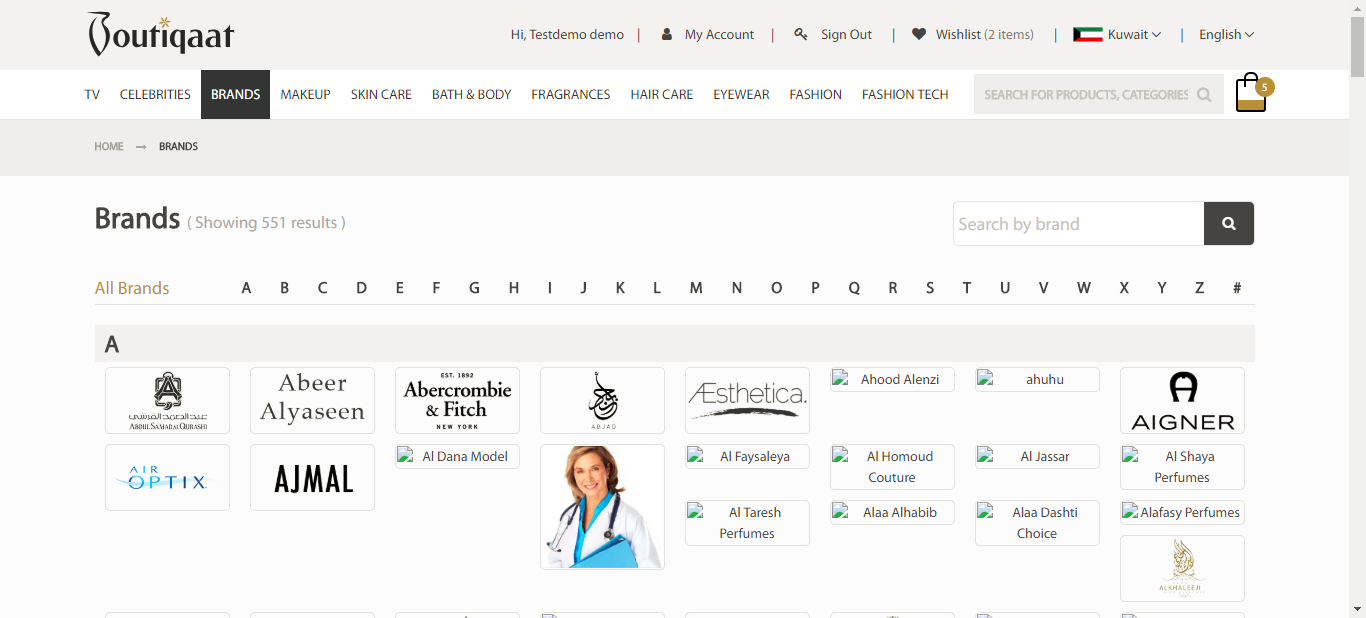 Boutiqaat
Hi, Testdemo demo | My Account | Sign Out | Wishlist (2 items) | Kuwait | English
TV CELEBRITIES BRANDS MAKEUP SKIN CARE BATH & BODY FRAGRANCES HAIR CARE EYEWEAR FASHION FASHION TECH SEARCH FOR PRODUCTS, CATEGORIES 5
HOME → BRANDS
Brands ( Showing 551 results )
Search by brand
All Brands A B C D E F G H I J K L M N O P Q R S T U V W X Y Z #
A
عبدالصمد القرشي
ABDUL SAMAD AL QURASHI
Abeer
Alyaseen
EST. 1892
Abercrombie
& Fitch
NEW YORK
ABJAD
Æsthetica.
Ahood Alenzi
ahuhu
AIGNER
AIR
OPTIX
AJMAL
Al Dana Model
Al Faysaleya
Al Homoud
Couture
Al Jassar
Al Shaya
Perfumes
Al Taresh
Perfumes
Alaa Alhabib
Alaa Dashti
Choice
Alafasy Perfumes
ALKHALEEJI